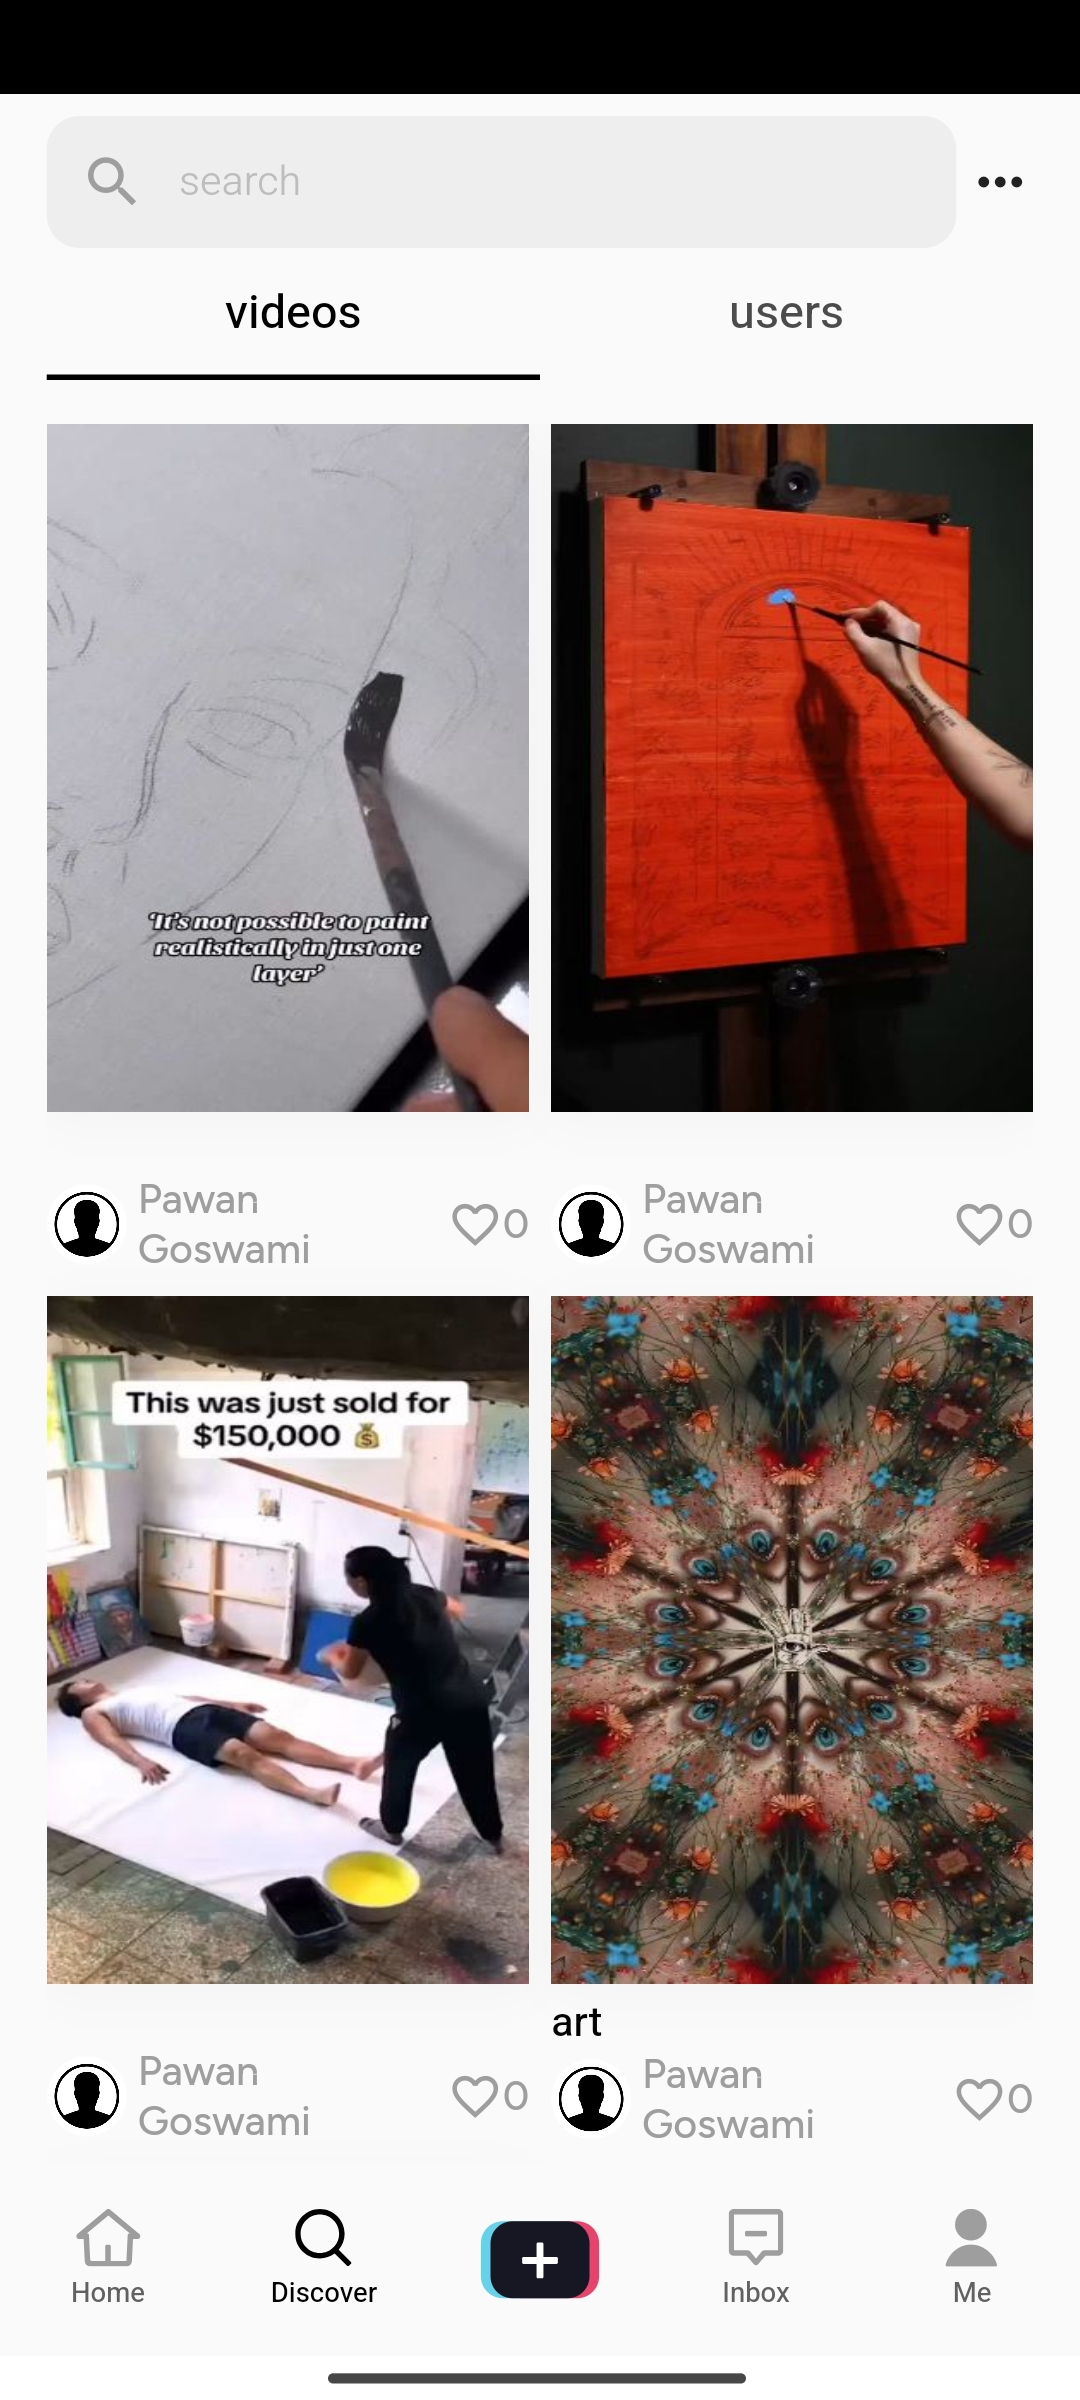 search
videos
users
'It's not possible to paint
realistically in just one
layer'
Pawan
Goswami
0
Pawan
Goswami
0
This was just sold for
$150,000 💰
art
Pawan
Goswami
0
Pawan
Goswami
0
Home
Discover
Inbox
Me